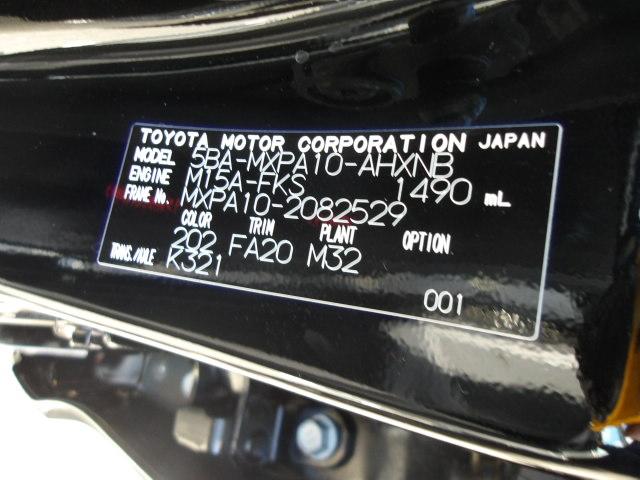 TOYOTA MOTOR CORPORATION JAPAN
MODEL 5BA-MXPA10-AHXNB
ENGINE M15A-FKS 1490 mL
FRAME No. MXPA10-2082529
COLOR TRIM PLANT OPTION
202 FA20 M32
TRANS./AXLE K321
001